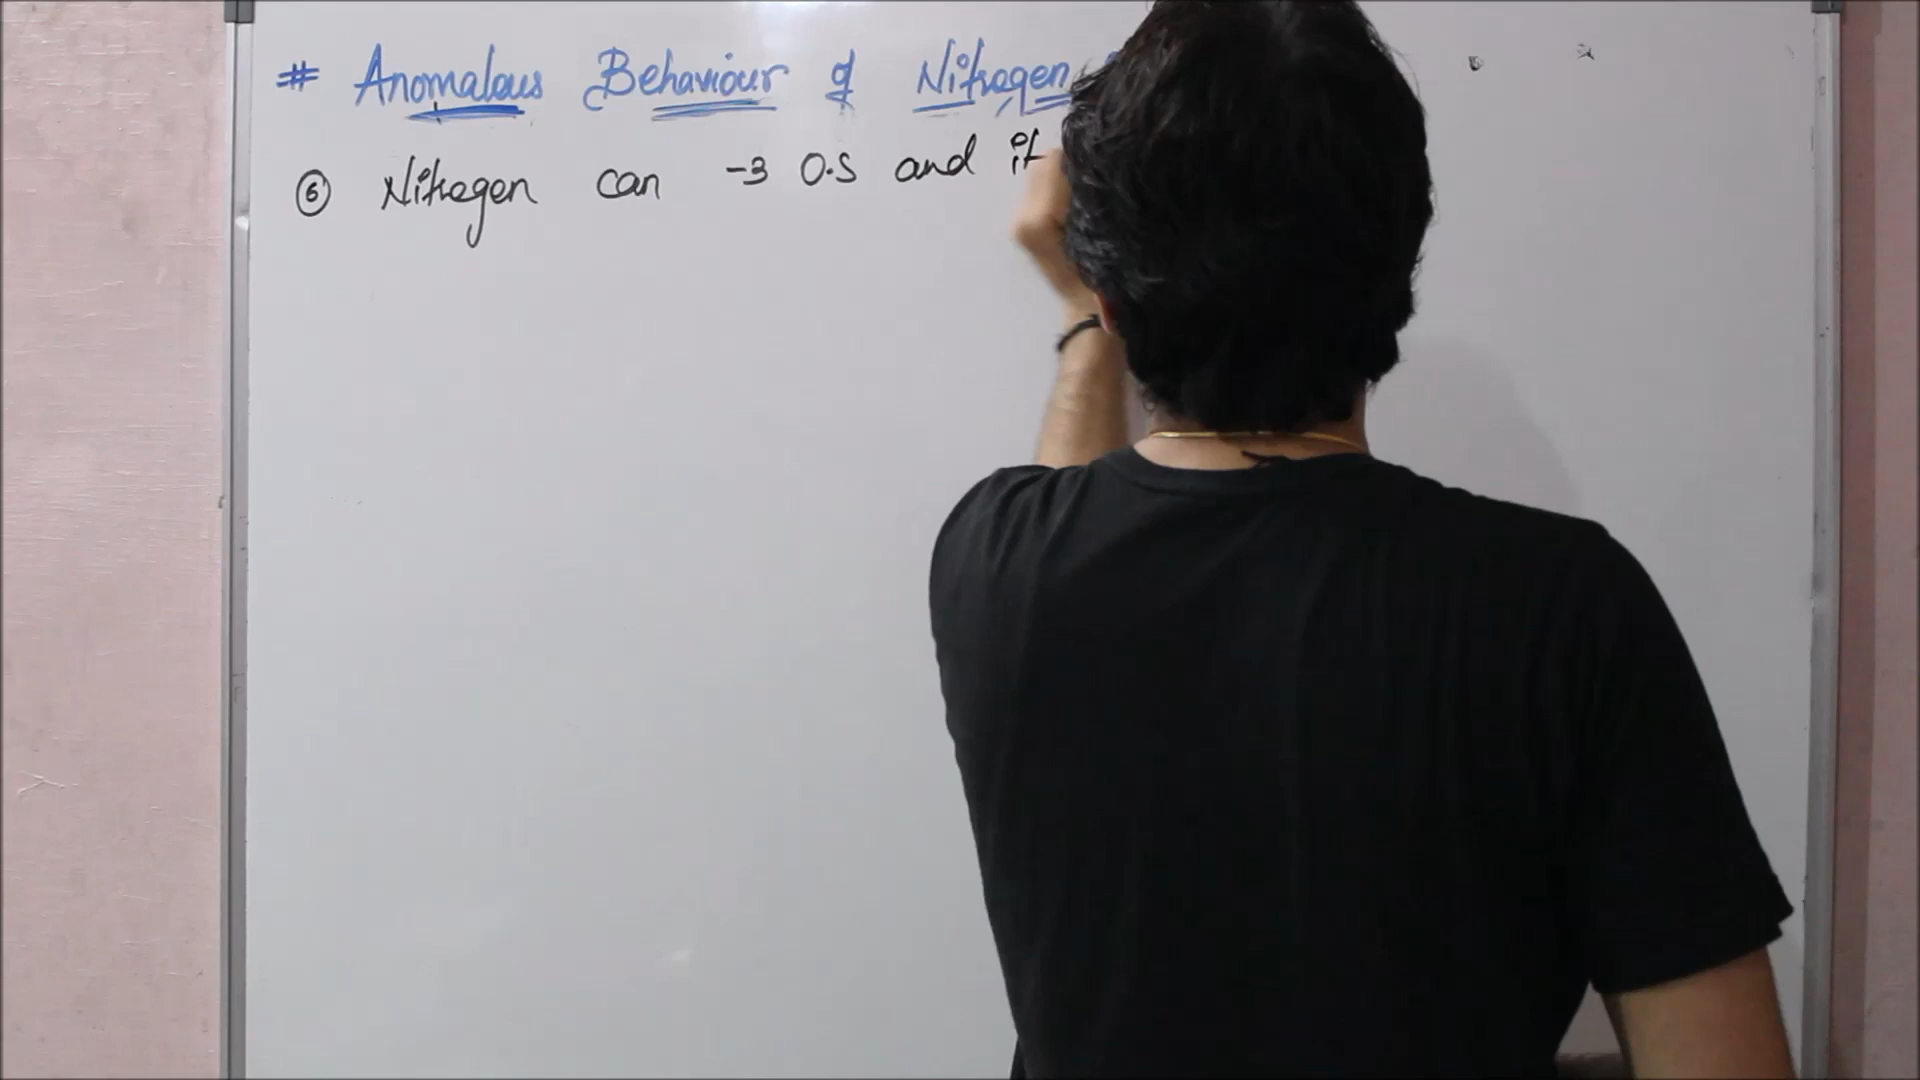 # Anomalous Behaviour of Nitrogen
⑥ Nitrogen can -3 O.S and it